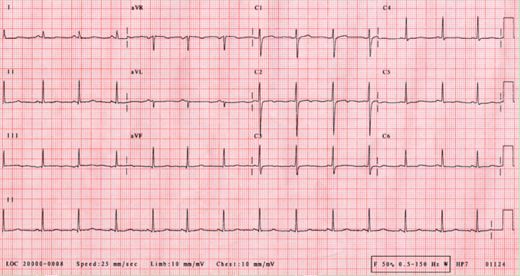 I aVR C1 C4
II aVL C2 C5
III aVF C3 C6
II
LOC 20000-0008 Speed:25 mm/sec Limb:10 mm/mV Chest:10 mm/mV F 50~ 0.5-150 Hz W HP7 01124